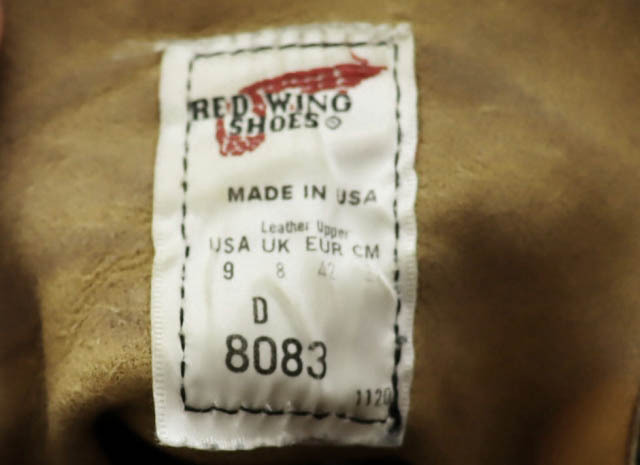 RED WING
SHOES
MADE IN USA
Leather Upper
USA UK EUR CM
9 8 42
D
8083
1120